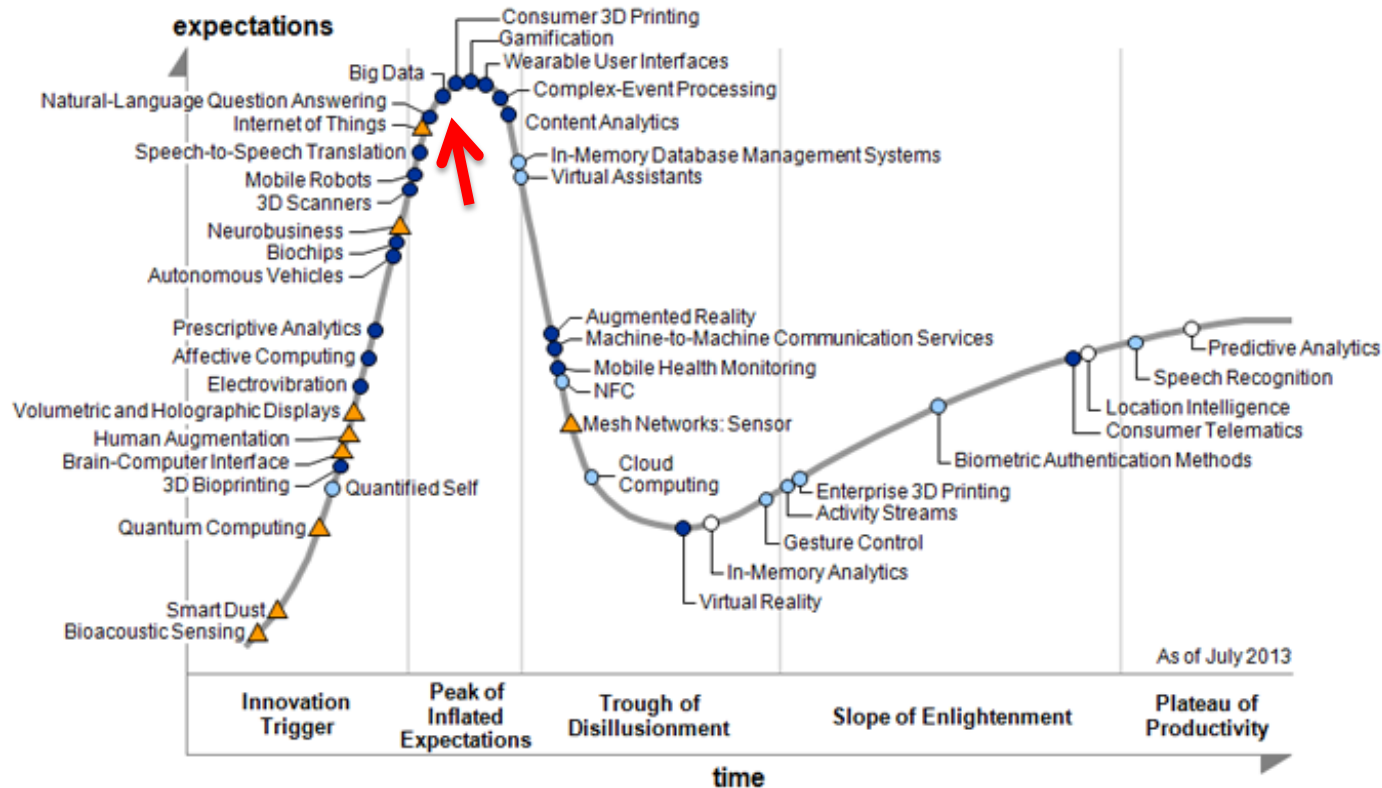 expectations
Consumer 3D Printing
Gamification
Wearable User Interfaces
Big Data
Complex-Event Processing
Natural-Language Question Answering
Content Analytics
Internet of Things
Speech-to-Speech Translation
In-Memory Database Management Systems
Virtual Assistants
Mobile Robots
3D Scanners
Neurobusiness
Biochips
Autonomous Vehicles
Prescriptive Analytics
Affective Computing
Electrovibration
Volumetric and Holographic Displays
Human Augmentation
Brain-Computer Interface
3D Bioprinting
Quantified Self
Quantum Computing
Smart Dust
Bioacoustic Sensing
Augmented Reality
Machine-to-Machine Communication Services
Mobile Health Monitoring
NFC
Mesh Networks: Sensor
Cloud
Computing
Predictive Analytics
Speech Recognition
Location Intelligence
Consumer Telematics
Biometric Authentication Methods
Enterprise 3D Printing
Activity Streams
Gesture Control
In-Memory Analytics
Virtual Reality
As of July 2013
Innovation
Trigger
Peak of
Inflated
Expectations
Trough of
Disillusionment
Slope of Enlightenment
Plateau of
Productivity
time